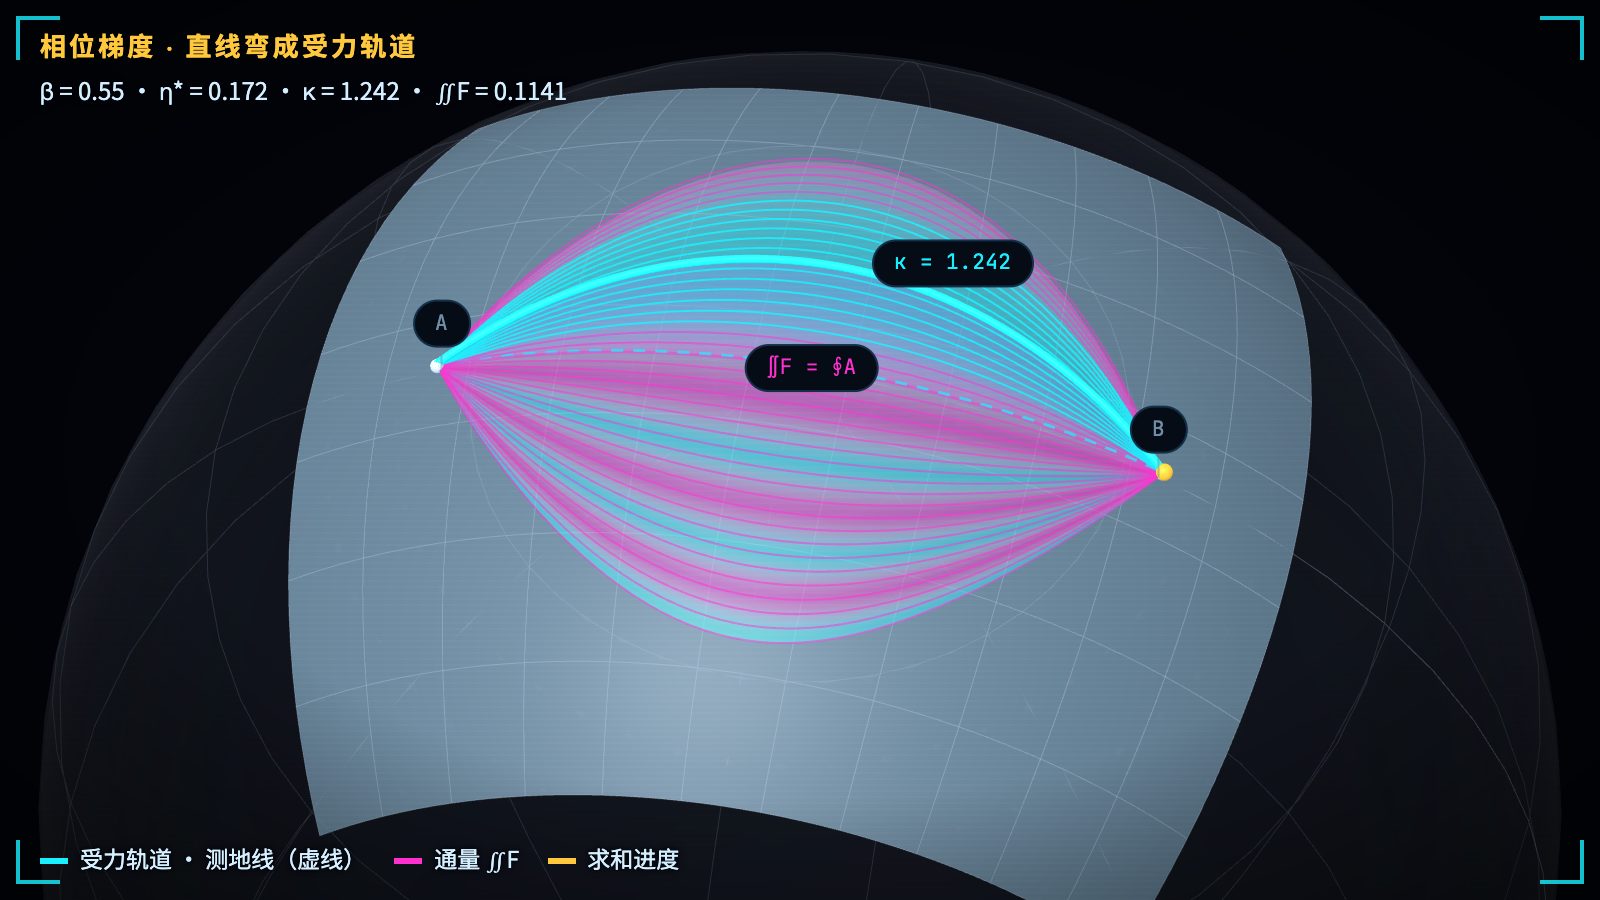 相位梯度 · 直线弯成受力轨道
β = 0.55 • η* = 0.172 • κ = 1.242 • ∬F = 0.1141
κ = 1.242
A
∬F = ∮A
B
受力轨道 • 测地线（虚线） 通量 ∬F 求和进度